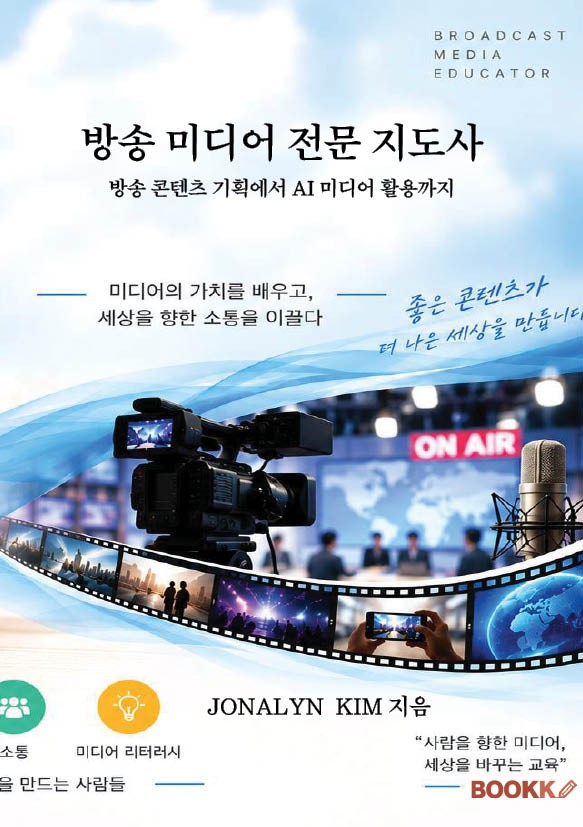 BROADCAST
MEDIA
EDUCATOR
방송 미디어 전문 지도사
방송 콘텐츠 기획에서 AI 미디어 활용까지
미디어의 가치를 배우고,
세상을 향한 소통을 이끌다
좋은 콘텐츠가
더 나은 세상을 만듭니다
ON AIR
JONALYN KIM 지음
소통
미디어 리터러시
을 만드는 사람들
“사람을 향한 미디어,
세상을 바꾸는 교육”
BOOKK